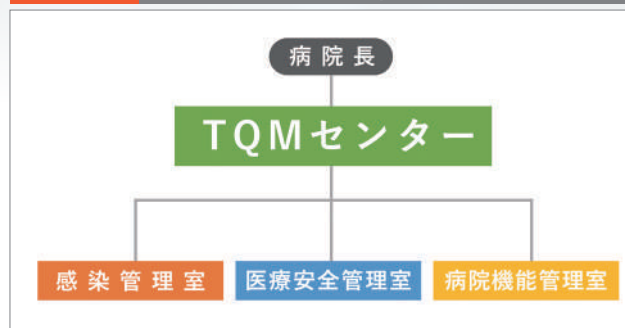 病院長
TQMセンター
感染管理室
医療安全管理室
病院機能管理室